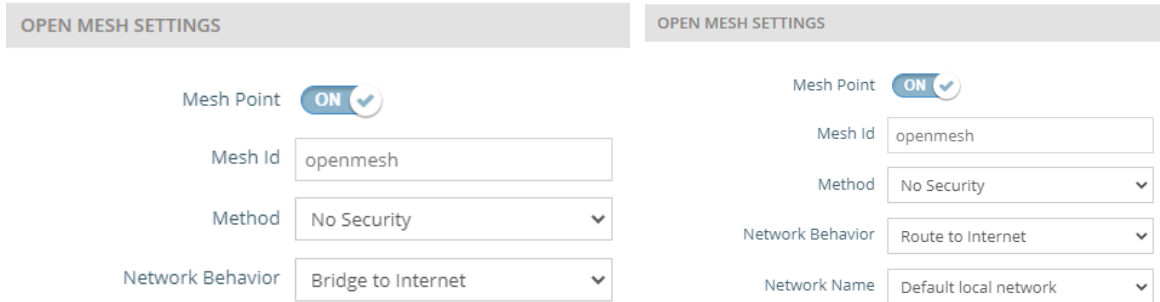 OPEN MESH SETTINGS
Mesh Point ON
Mesh Id openmesh
Method No Security
Network Behavior Bridge to Internet
OPEN MESH SETTINGS
Mesh Point ON
Mesh Id openmesh
Method No Security
Network Behavior Route to Internet
Network Name Default local network